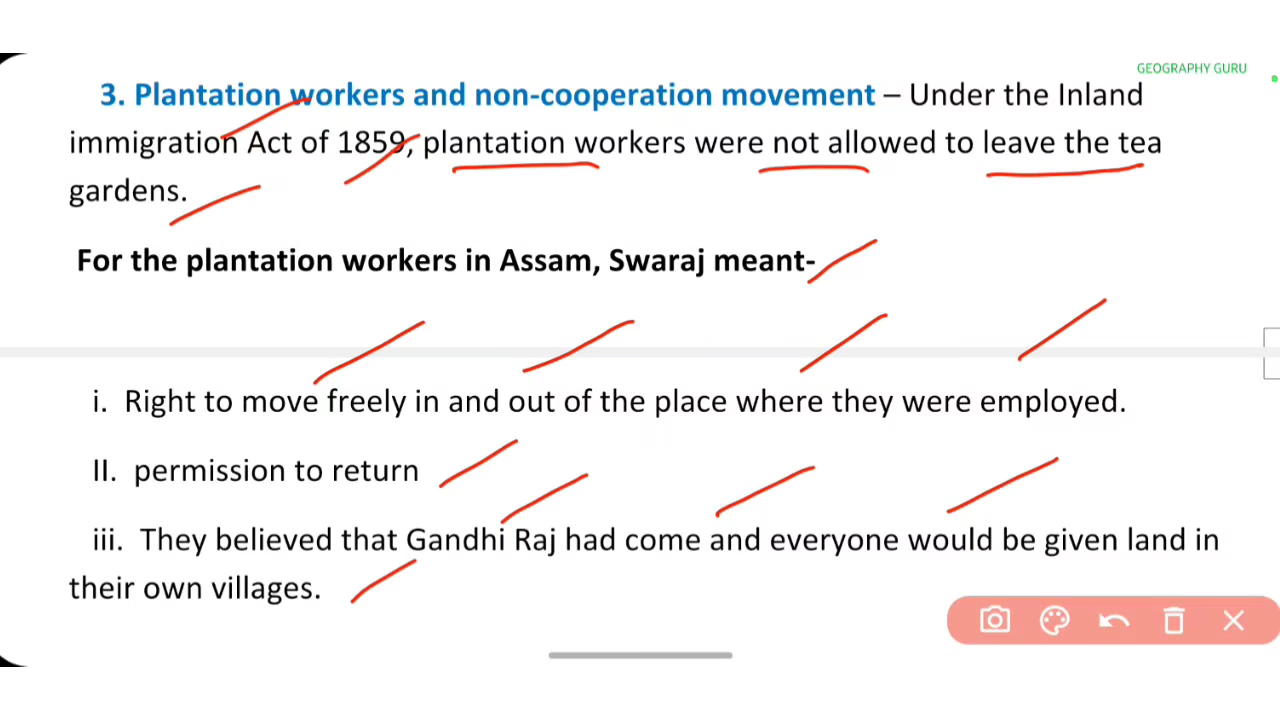 GEOGRAPHY GURU
3. Plantation workers and non-cooperation movement – Under the Inland
immigration Act of 1859, plantation workers were not allowed to leave the tea
gardens.
For the plantation workers in Assam, Swaraj meant-
i. Right to move freely in and out of the place where they were employed.
II. permission to return
iii. They believed that Gandhi Raj had come and everyone would be given land in
their own villages.